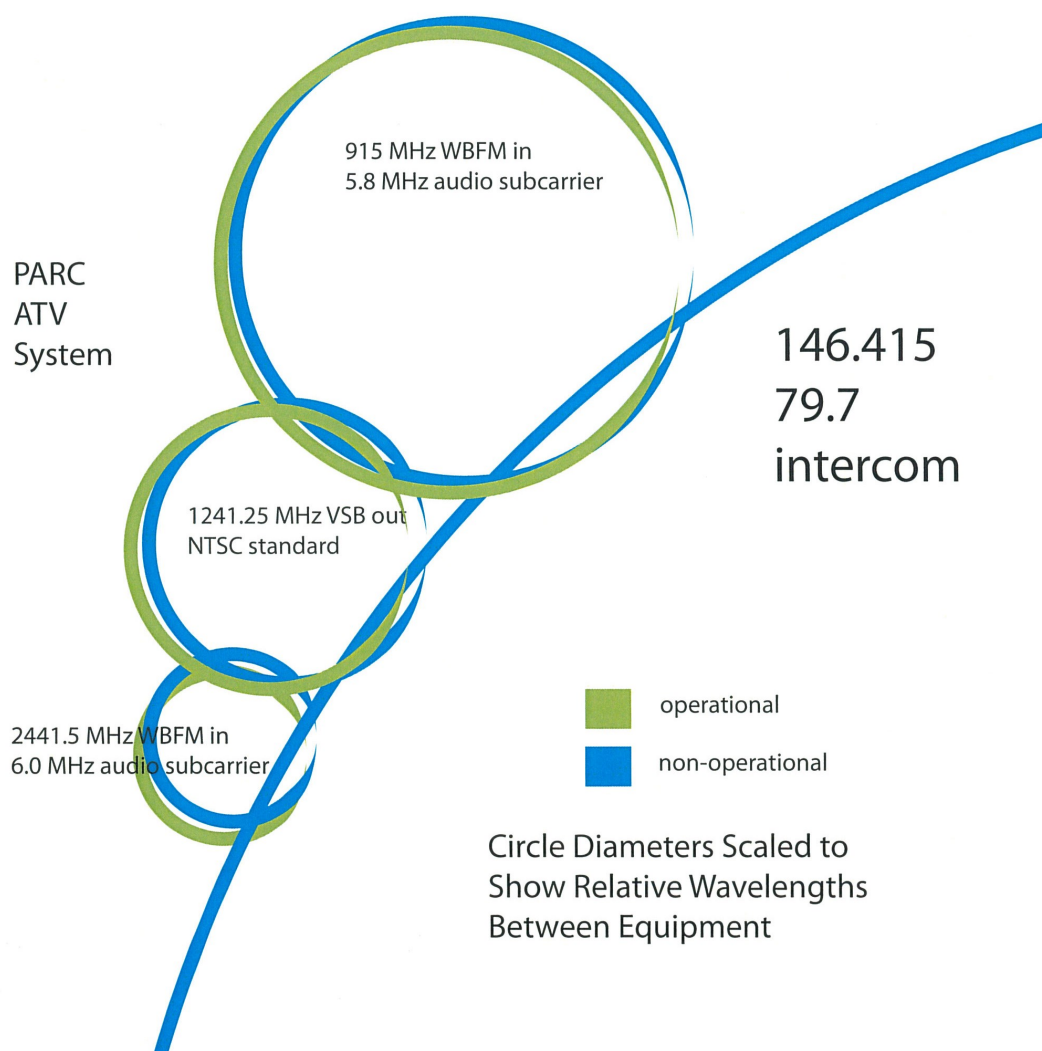 915 MHz WBFM in
5.8 MHz audio subcarrier
PARC
ATV
System
146.415
79.7
intercom
1241.25 MHz VSB out
NTSC standard
2441.5 MHz WBFM in
6.0 MHz audio subcarrier
operational
non-operational
Circle Diameters Scaled to
Show Relative Wavelengths
Between Equipment